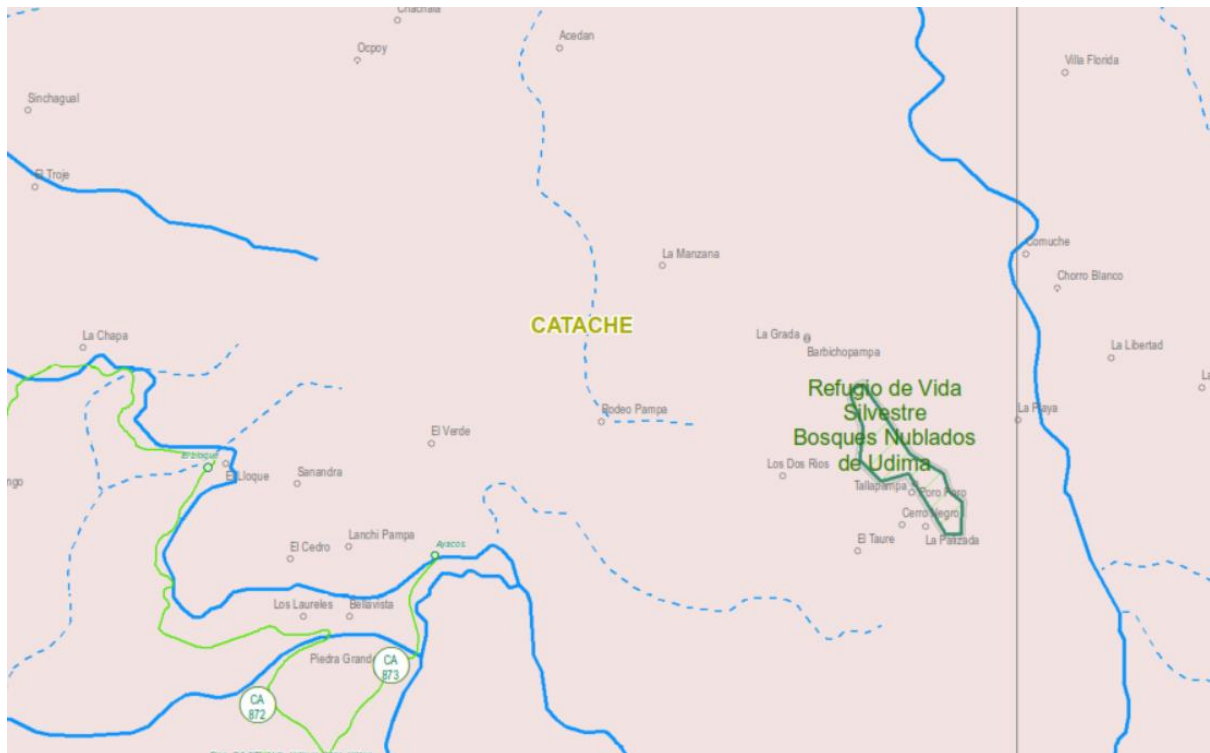 Chachala
Ocpoy
Acedan
Villa Florida
Sinchagual
El Troje
Comuche
La Manzana
Chorro Blanco
CATACHE
La Chapa
La Grada
Barbichopampa
La Libertad
La
Refugio de Vida
Silvestre
Bosques Nublados
de Udima
Rodeo Pampa
La Playa
El Verde
El Lloque
Sanandra
Los Dos Rios
Tallapampa
Poro Poro
Cerro Negro
La Palizada
El Taure
Lanchi Pampa
El Cedro
Ayacos
Los Laureles
Bellavista
Piedra Grande
CA
873
CA
872